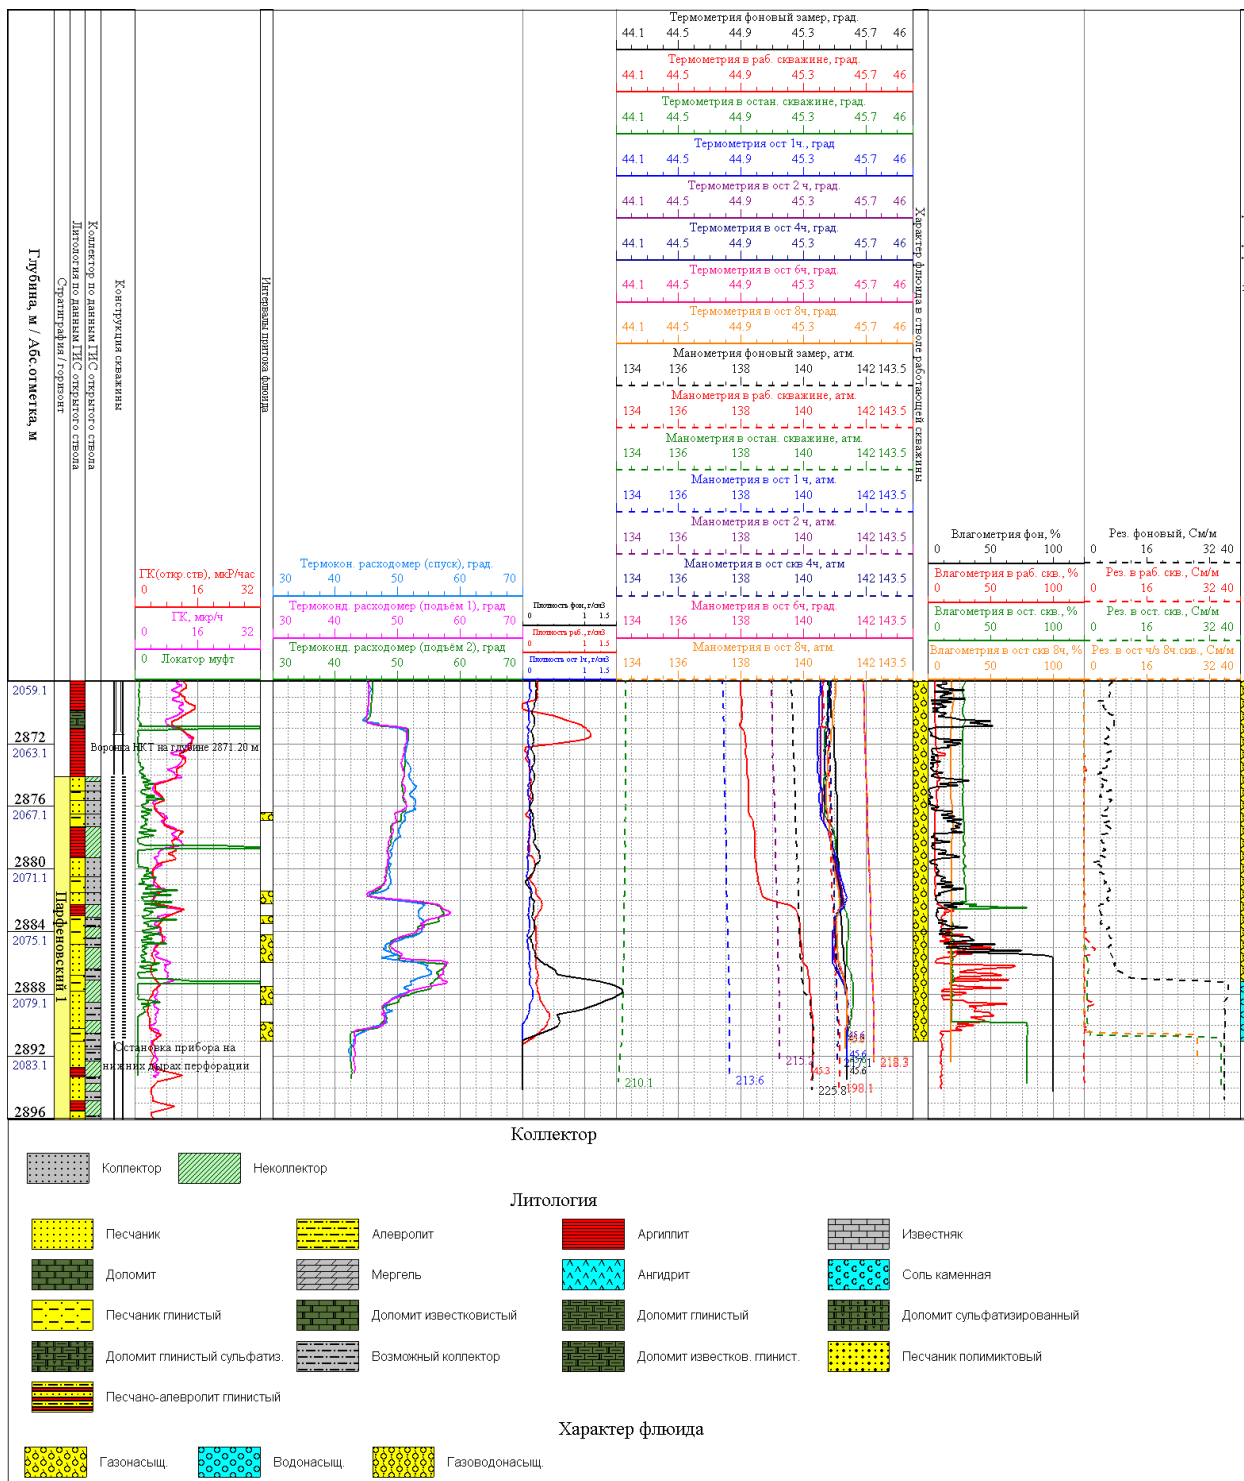 Термометрия фоновый замер, град.
44.1 44.5 44.9 45.3 45.7 46
Термометрия в раб. скважине, град.
44.1 44.5 44.9 45.3 45.7 46
Термометрия в остан. скважине, град.
44.1 44.5 44.9 45.3 45.7 46
Термометрия ост 1ч., град
44.1 44.5 44.9 45.3 45.7 46
Термометрия в ост 2 ч, град.
44.1 44.5 44.9 45.3 45.7 46
Термометрия в ост 4ч, град.
44.1 44.5 44.9 45.3 45.7 46
Термометрия в ост 6ч, град.
44.1 44.5 44.9 45.3 45.7 46
Термометрия в ост 8ч, град.
44.1 44.5 44.9 45.3 45.7 46
Манометрия фоновый замер, атм.
134 136 138 140 142 143.5
Манометрия в раб. скважине, атм.
134 136 138 140 142 143.5
Манометрия в остан. скважине, атм.
134 136 138 140 142 143.5
Манометрия в ост 1 ч, атм.
134 136 138 140 142 143.5
Манометрия в ост 2 ч, атм.
134 136 138 140 142 143.5
Манометрия в ост скв 4ч, атм
134 136 138 140 142 143.5
Манометрия в ост 6ч, град.
134 136 138 140 142 143.5
Манометрия в ост 8ч, атм.
134 136 138 140 142 143.5
Глубина, м / Абс.отметка, м
Стратиграфия / горизонт
Литология по данным ГИС открытого ствола
Коллектор по данным ГИС открытого ствола
Конструкция скважины
ГК(откр.ств), мкР/час
0 16 32
ГК, мкр/ч
0 16 32
0 Локатор муфт
Интервалы притока флюида
Термокон. расходомер (спуск), град.
30 40 50 60 70
Термоконд. расходомер (подъём 1), град
30 40 50 60 70
Термоконд. расходомер (подъём 2), град
30 40 50 60 70
Плотность фон, г/см3
0 1 1.5
Плотность раб., г/см3
0 1 1.5
Плотность ост 1ч, г/см3
0 1 1.5
Характер флюида в стволе работающей скважины
Влагометрия фон, %
0 50 100
Влагометрия в раб. скв., %
0 50 100
Влагометрия в ост. скв., %
0 50 100
Влагометрия в ост скв 8ч, %
0 50 100
Рез. фоновый, См/м
0 16 32 40
Рез. в раб. скв., См/м
0 16 32 40
Рез. в ост. скв., См/м
0 16 32 40
Рез. в ост ч/з 8ч.скв., См/м
0 16 32 40
2059.1
2872
2063.1
2876
2067.1
2880
2071.1
2884
2075.1
2888
2079.1
2892
2083.1
2896
Парфеновский 1
Воронка НКТ на глубине 2871.20 м
Остановка прибора на
нижних дырах перфорации
210.1
213.6
215.2
45.3
225.8
198.1
45.6
45.6
45.6
218.3
Коллектор
Коллектор Неколлектор
Литология
Песчаник Алевролит Аргиллит Известняк
Доломит Мергель Ангидрит Соль каменная
Песчаник глинистый Доломит известковистый Доломит глинистый Доломит сульфатизированный
Доломит глинистый сульфатиз. Возможный коллектор Доломит известков. глинист. Песчаник полимиктовый
Песчано-алевролит глинистый
Характер флюида
Газонасыщ. Водонасыщ. Газоводонасыщ.